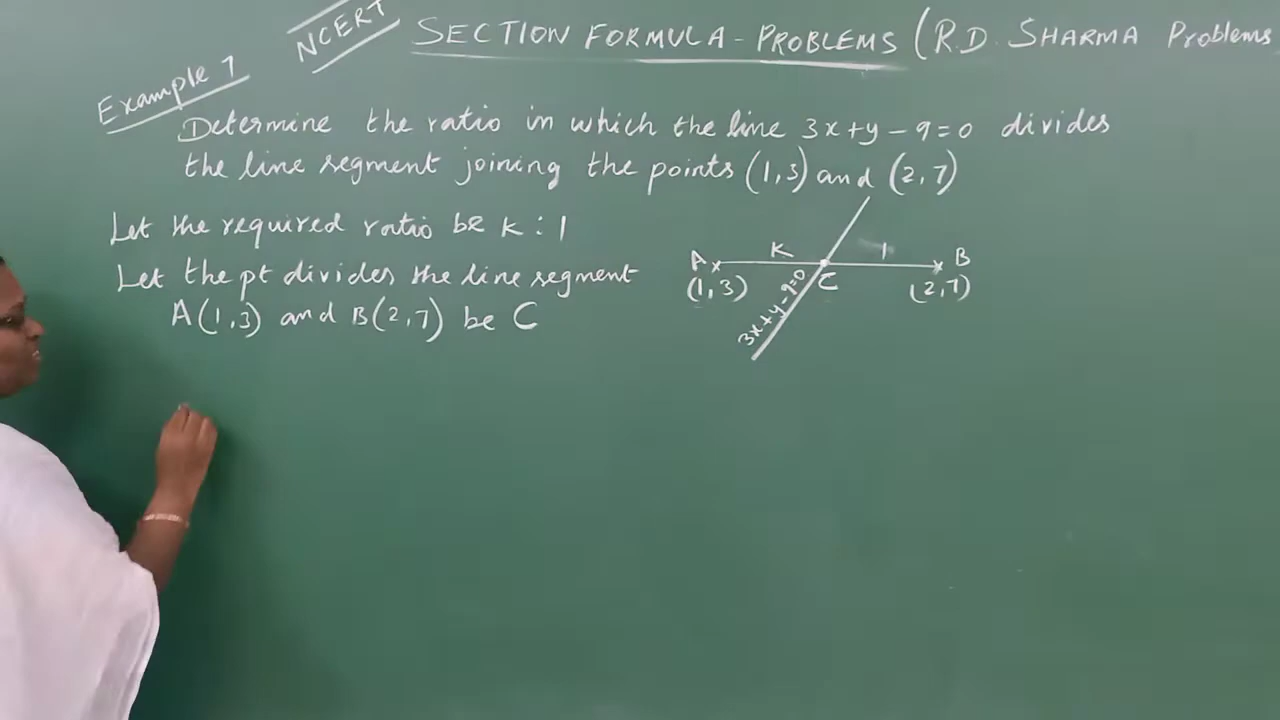 NCERT
SECTION FORMULA - PROBLEMS (R.D. SHARMA Problems
Example 7
Determine the ratio in which the line 3x+y-9=0 divides
the line segment joining the points (1,3) and (2,7)
Let the required ratio be K : 1
Let the pt divides the line segment
A(1,3) and B(2,7) be C
A K 1 B
(1,3) C (2,7)
3x+y-9=0